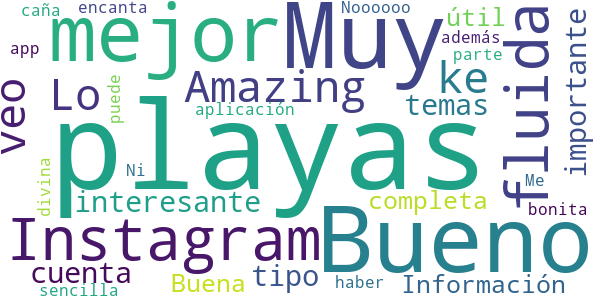 caña
encanta
Noooooo
útil
mejor
Muy
fluida
importante
app
además
parte
veo
Lo
puede
Amazing
ke
temas
aplicación
playas
Ni
Me
divina
interesante
completa
bonita
Instagram
Bueno
cuenta
sencilla
Buena
tipo
haber
Información